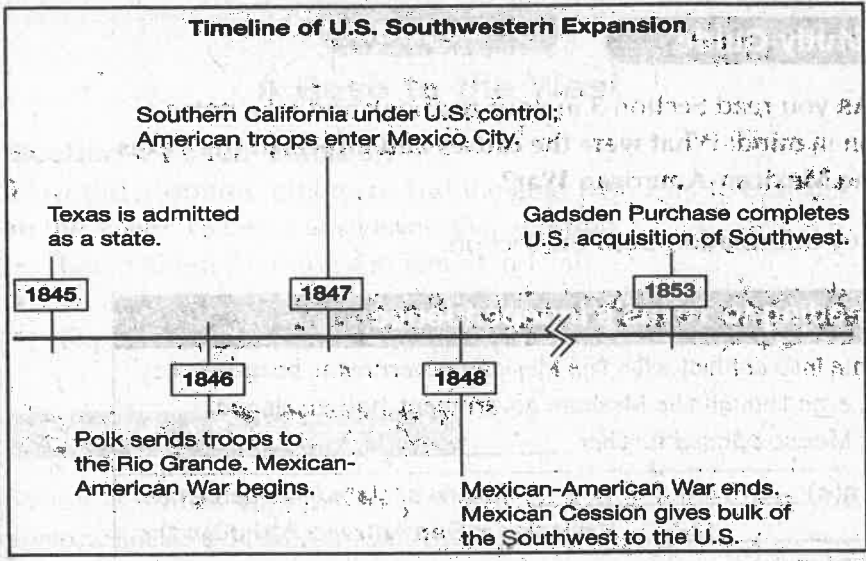 Timeline of U.S. Southwestern Expansion
Southern California under U.S. control;
American troops enter Mexico City.
Texas is admitted
as a state.
Gadsden Purchase completes
U.S. acquisition of Southwest.
1845
1847
1853
1846
1848
Polk sends troops to
the Rio Grande. Mexican-
American War begins.
Mexican-American War ends.
Mexican Cession gives bulk of
the Southwest to the U.S.